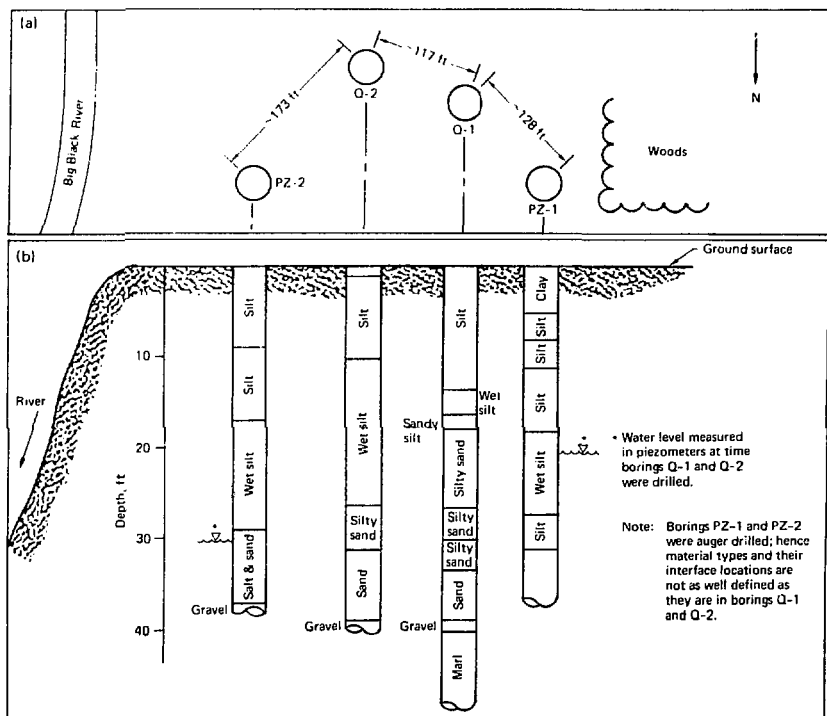 (a)
Big Black River
~173 ft
~117 ft
~128 ft
Q-2
Q-1
PZ-2
PZ-1
Woods
N
(b)
Ground surface
River
Depth, ft
10
20
30
40
Silt
Silt
Wet silt
Salt & sand
Gravel
Silt
Wet silt
Silty
sand
Sand
Gravel
Silt
Wet
silt
Sandy
silt
Silty sand
Silty
sand
Silty
sand
Sand
Gravel
Marl
Clay
Silt
Silt
Silt
Wet silt
Silt
* Water level measured
in piezometers at time
borings Q-1 and Q-2
were drilled.
Note: Borings PZ-1 and PZ-2
were auger drilled; hence
material types and their
interface locations are
not as well defined as
they are in borings Q-1
and Q-2.